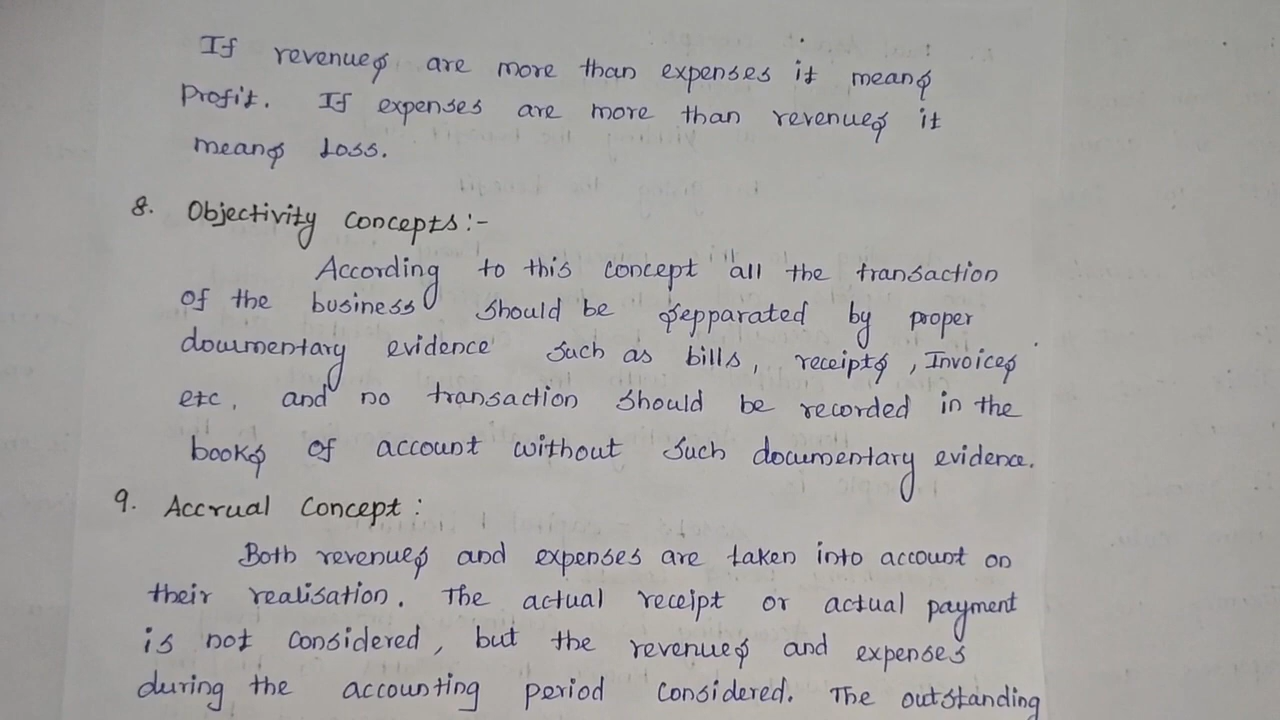 If revenues are more than expenses it means
Profit. If expenses are more than revenues it
means Loss.
8. Objectivity Concepts:-
According to this concept all the transaction
of the business should be sepparated by proper
documentary evidence such as bills, receipts, Invoices
etc, and no transaction should be recorded in the
books of account without such documentary evidence.
9. Accrual Concept:
Both revenues and expenses are taken into account on
their realisation. The actual receipt or actual payment
is not considered, but the revenues and expenses
during the accounting period considered. The outstanding